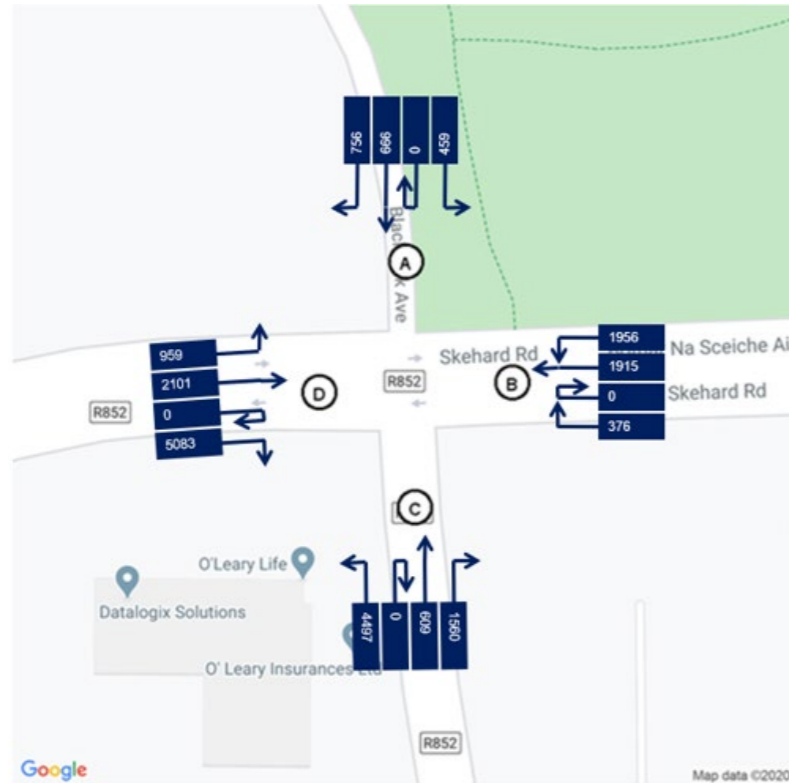 756
666
0
459
Blac
k Ave
A
959
2101
0
5083
R852
D
R852
Skehard Rd
B
1956
1915
0
376
Na Sceiche Ai
Skehard Rd
C
O'Leary Life
Datalogix Solutions
O' Leary Insurances Ltd
4497
0
609
1560
R852
Google
Map data ©2020